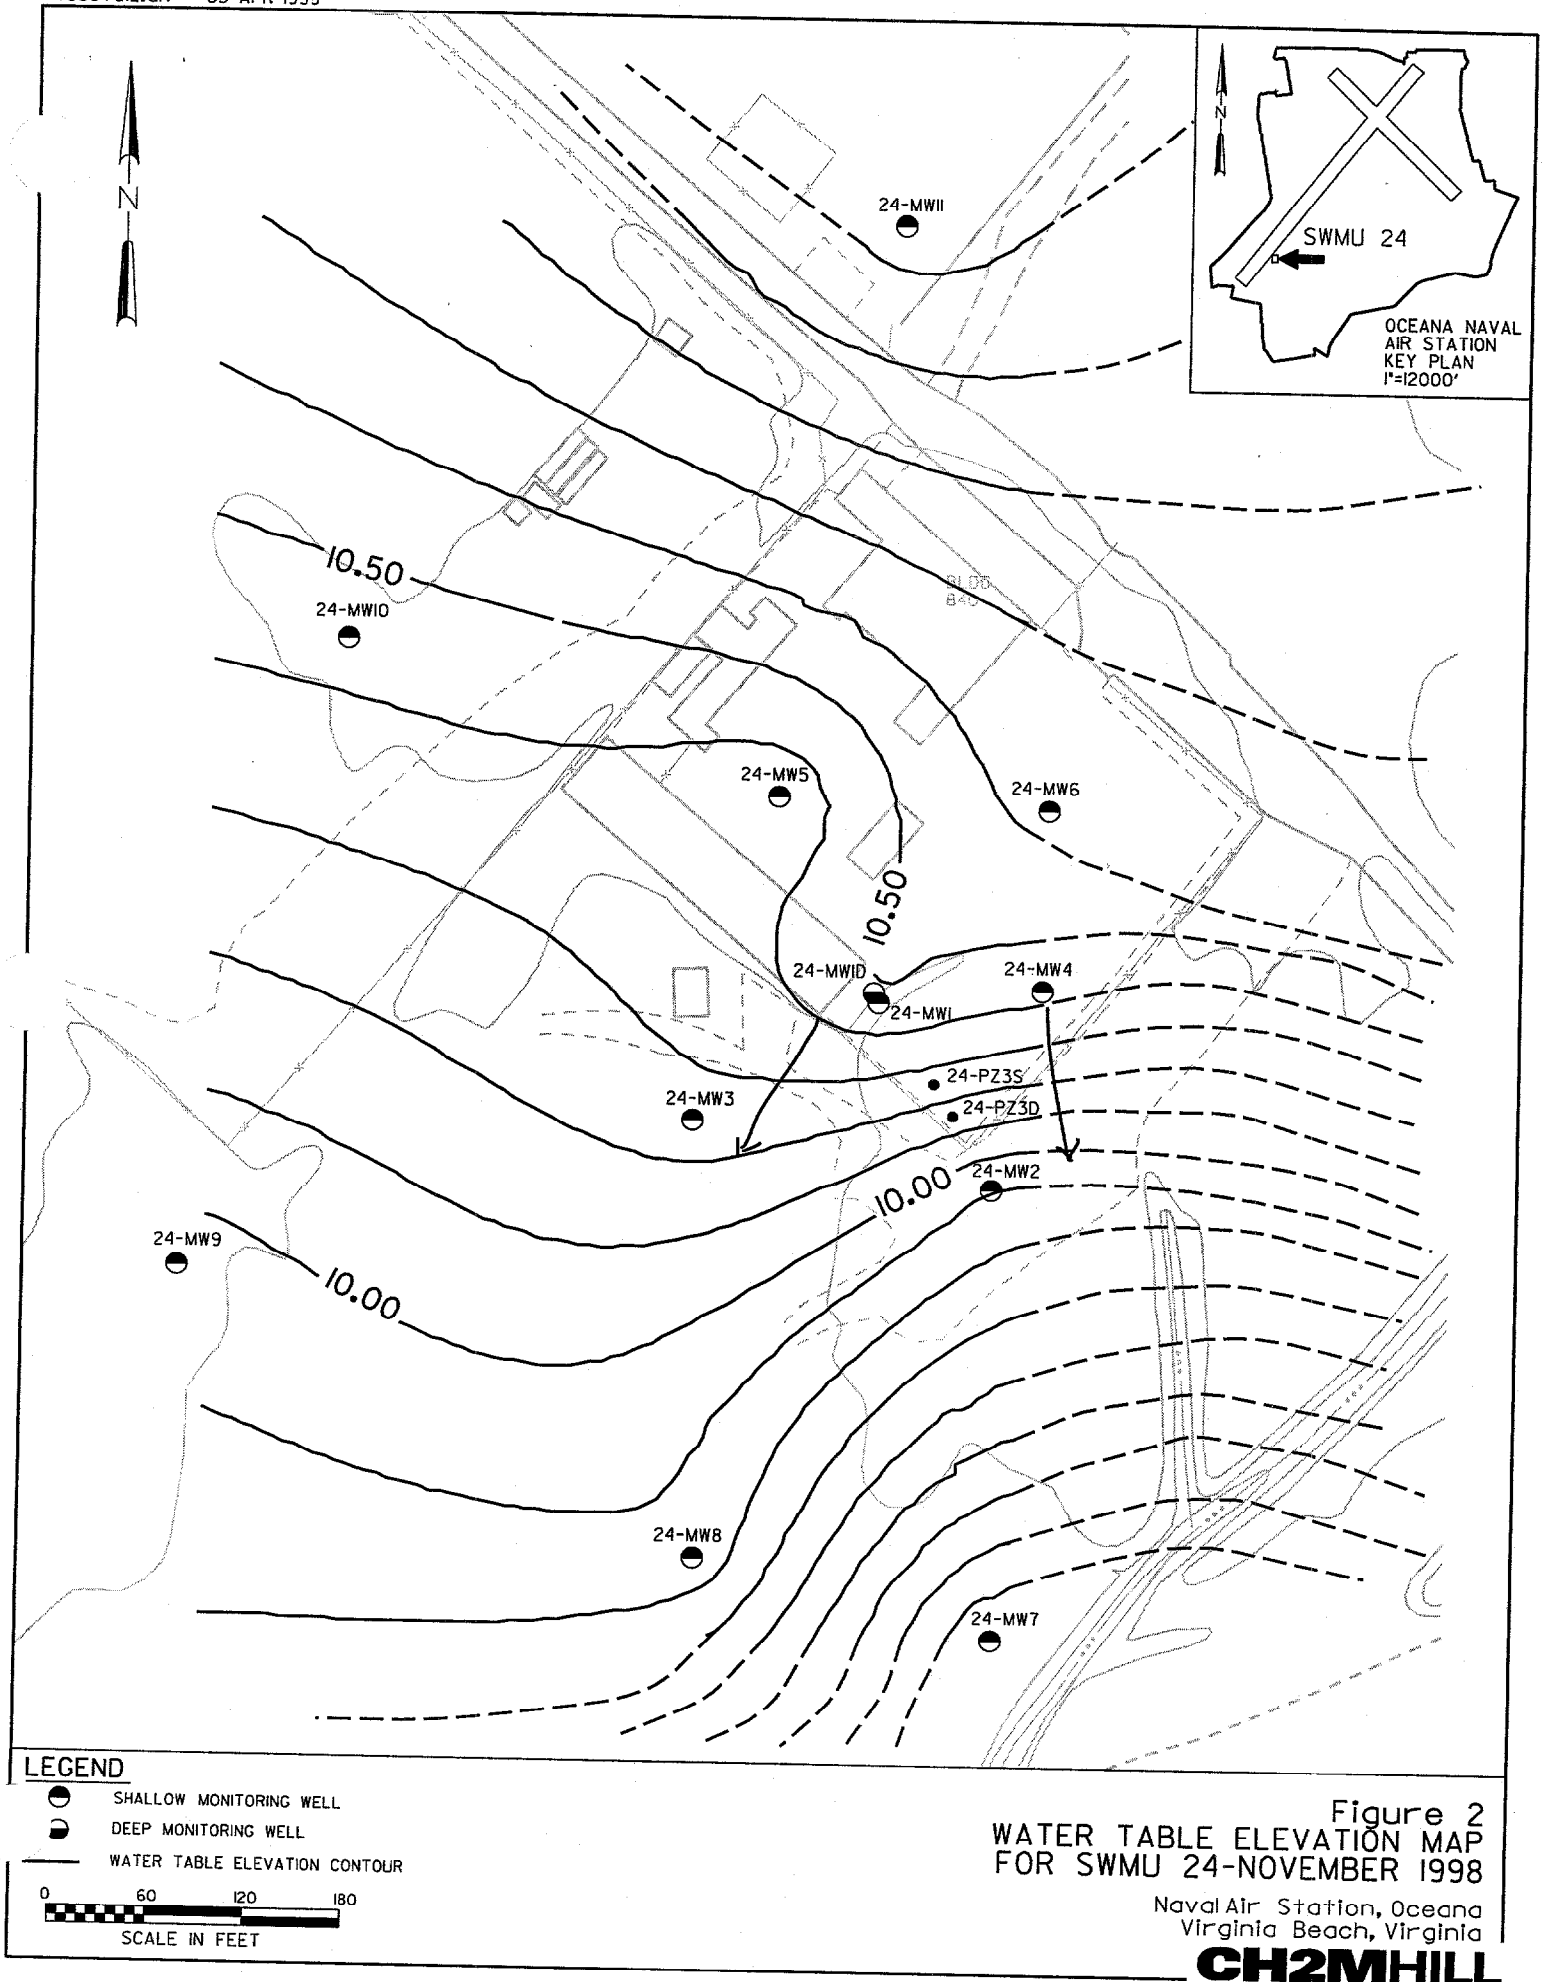 N
24-MW11
N
SWMU 24
OCEANA NAVAL
AIR STATION
KEY PLAN
1"=12000'
10.50
24-MW10
BLDG
840
24-MW5
24-MW6
10.50
24-MW1D
24-MW4
24-MW1
24-PZ3S
24-MW3
24-PZ3D
24-MW2
10.00
24-MW9
10.00
24-MW8
24-MW7
LEGEND
SHALLOW MONITORING WELL
DEEP MONITORING WELL
WATER TABLE ELEVATION CONTOUR
0 60 120 180
SCALE IN FEET
Figure 2
WATER TABLE ELEVATION MAP
FOR SWMU 24-NOVEMBER 1998
Naval Air Station, Oceana
Virginia Beach, Virginia
CH2MHILL